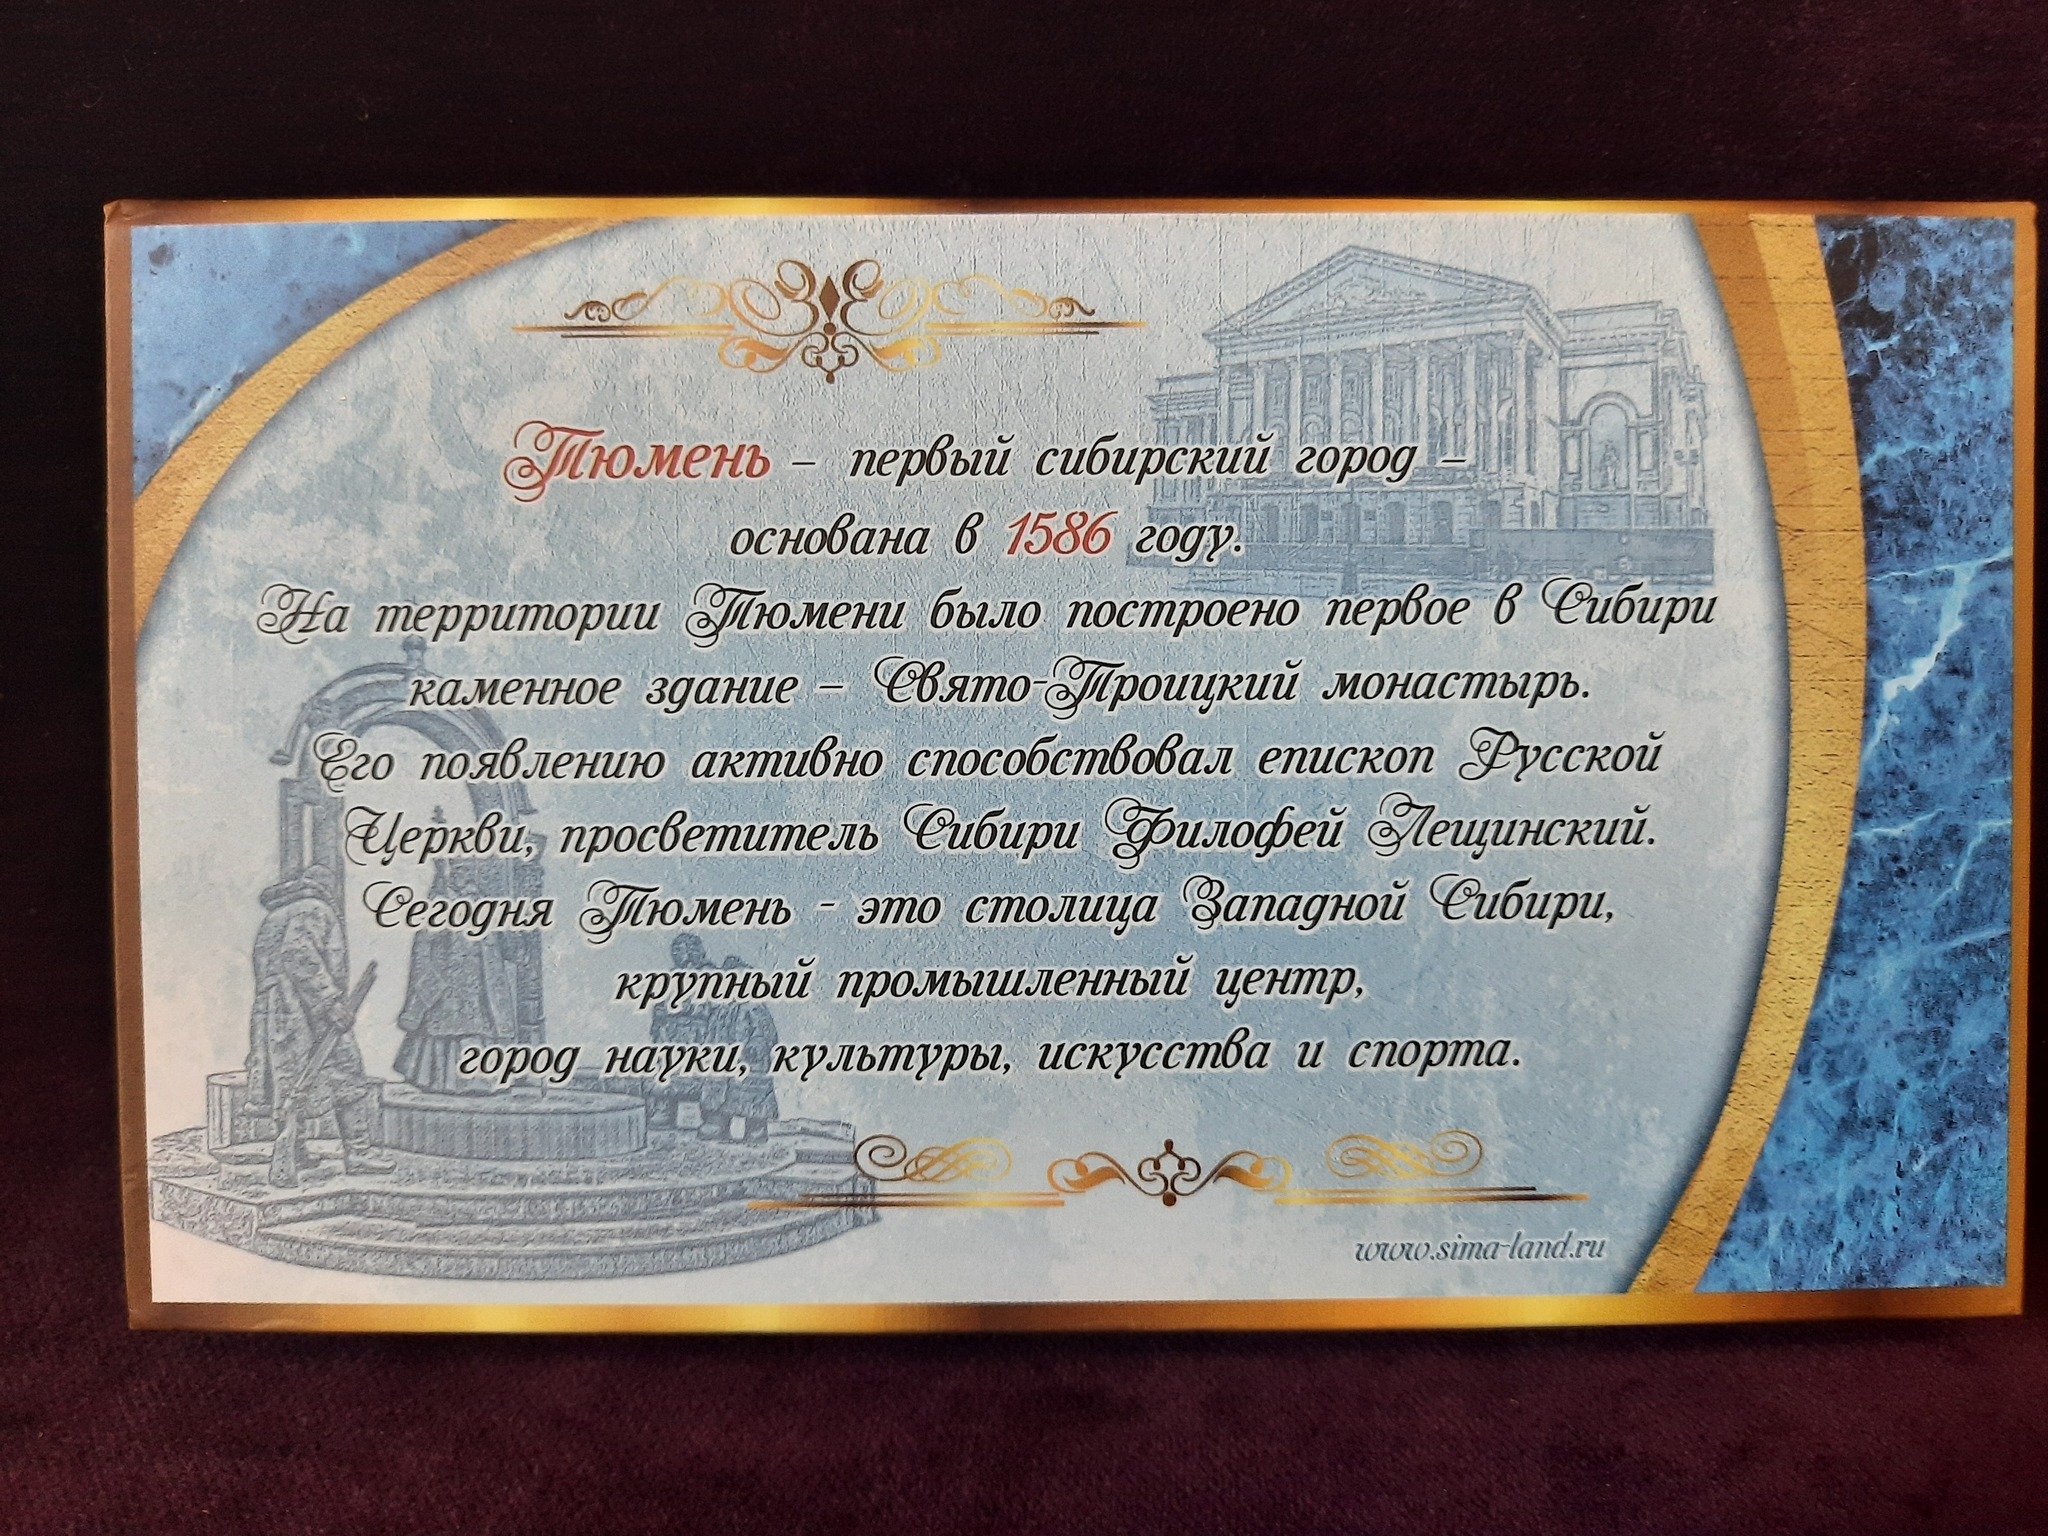 Тюмень – первый сибирский город –
основана в 1586 году.
На территории Тюмени было построено первое в Сибири
каменное здание – Свято-Троицкий монастырь.
Его появлению активно способствовал епископ Русской
Церкви, просветитель Сибири Филофей Лещинский.
Сегодня Тюмень - это столица Западной Сибири,
крупный промышленный центр,
город науки, культуры, искусства и спорта.
www.sima-land.ru